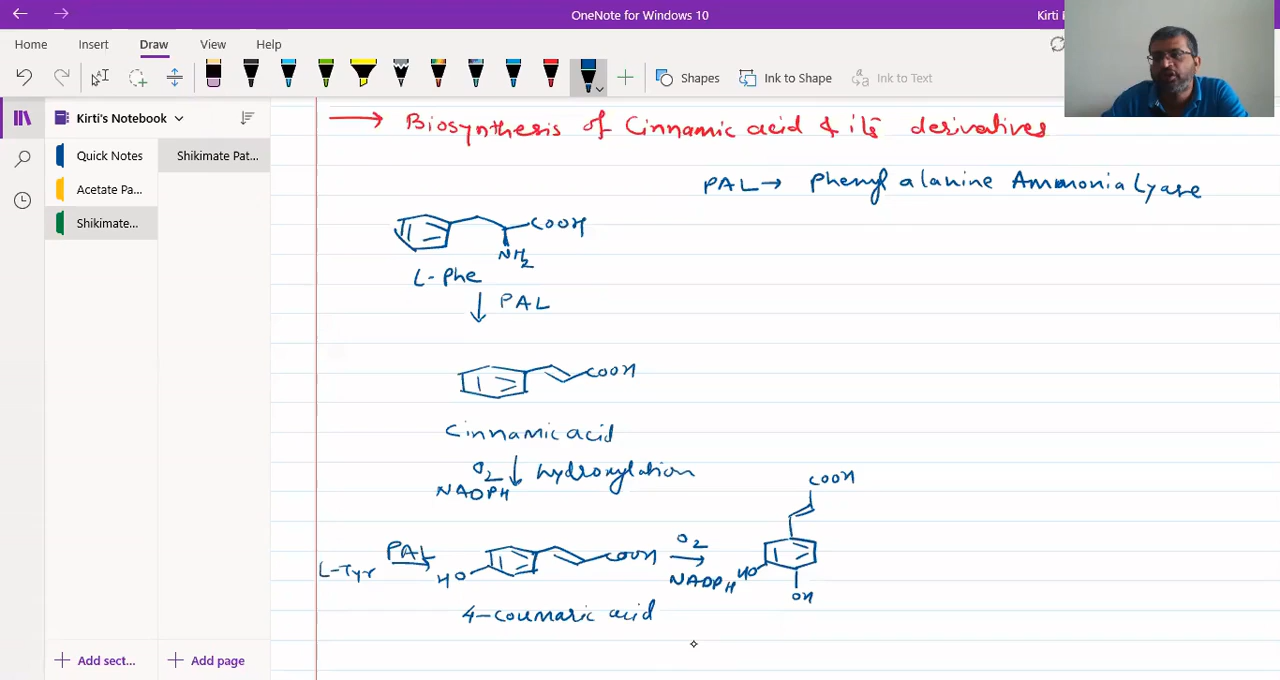 OneNote for Windows 10
Kirti
Home Insert Draw View Help
Shapes Ink to Shape Ink to Text
Kirti's Notebook
Quick Notes
Acetate Pa...
Shikimate...
Shikimate Pat...
Add sect...
Add page
→ Biosynthesis of Cinnamic acid & its derivatives
PAL → Phenyl alanine Ammonia Lyase
COOH
NH2
L-Phe
↓ PAL
COOH
Cinnamic acid
O2 ↓ hydroxylation
NADPH
L-Tyr PAL → HO COOH
4-coumaric acid
O2 →
NADPH
COOH
HO
OH